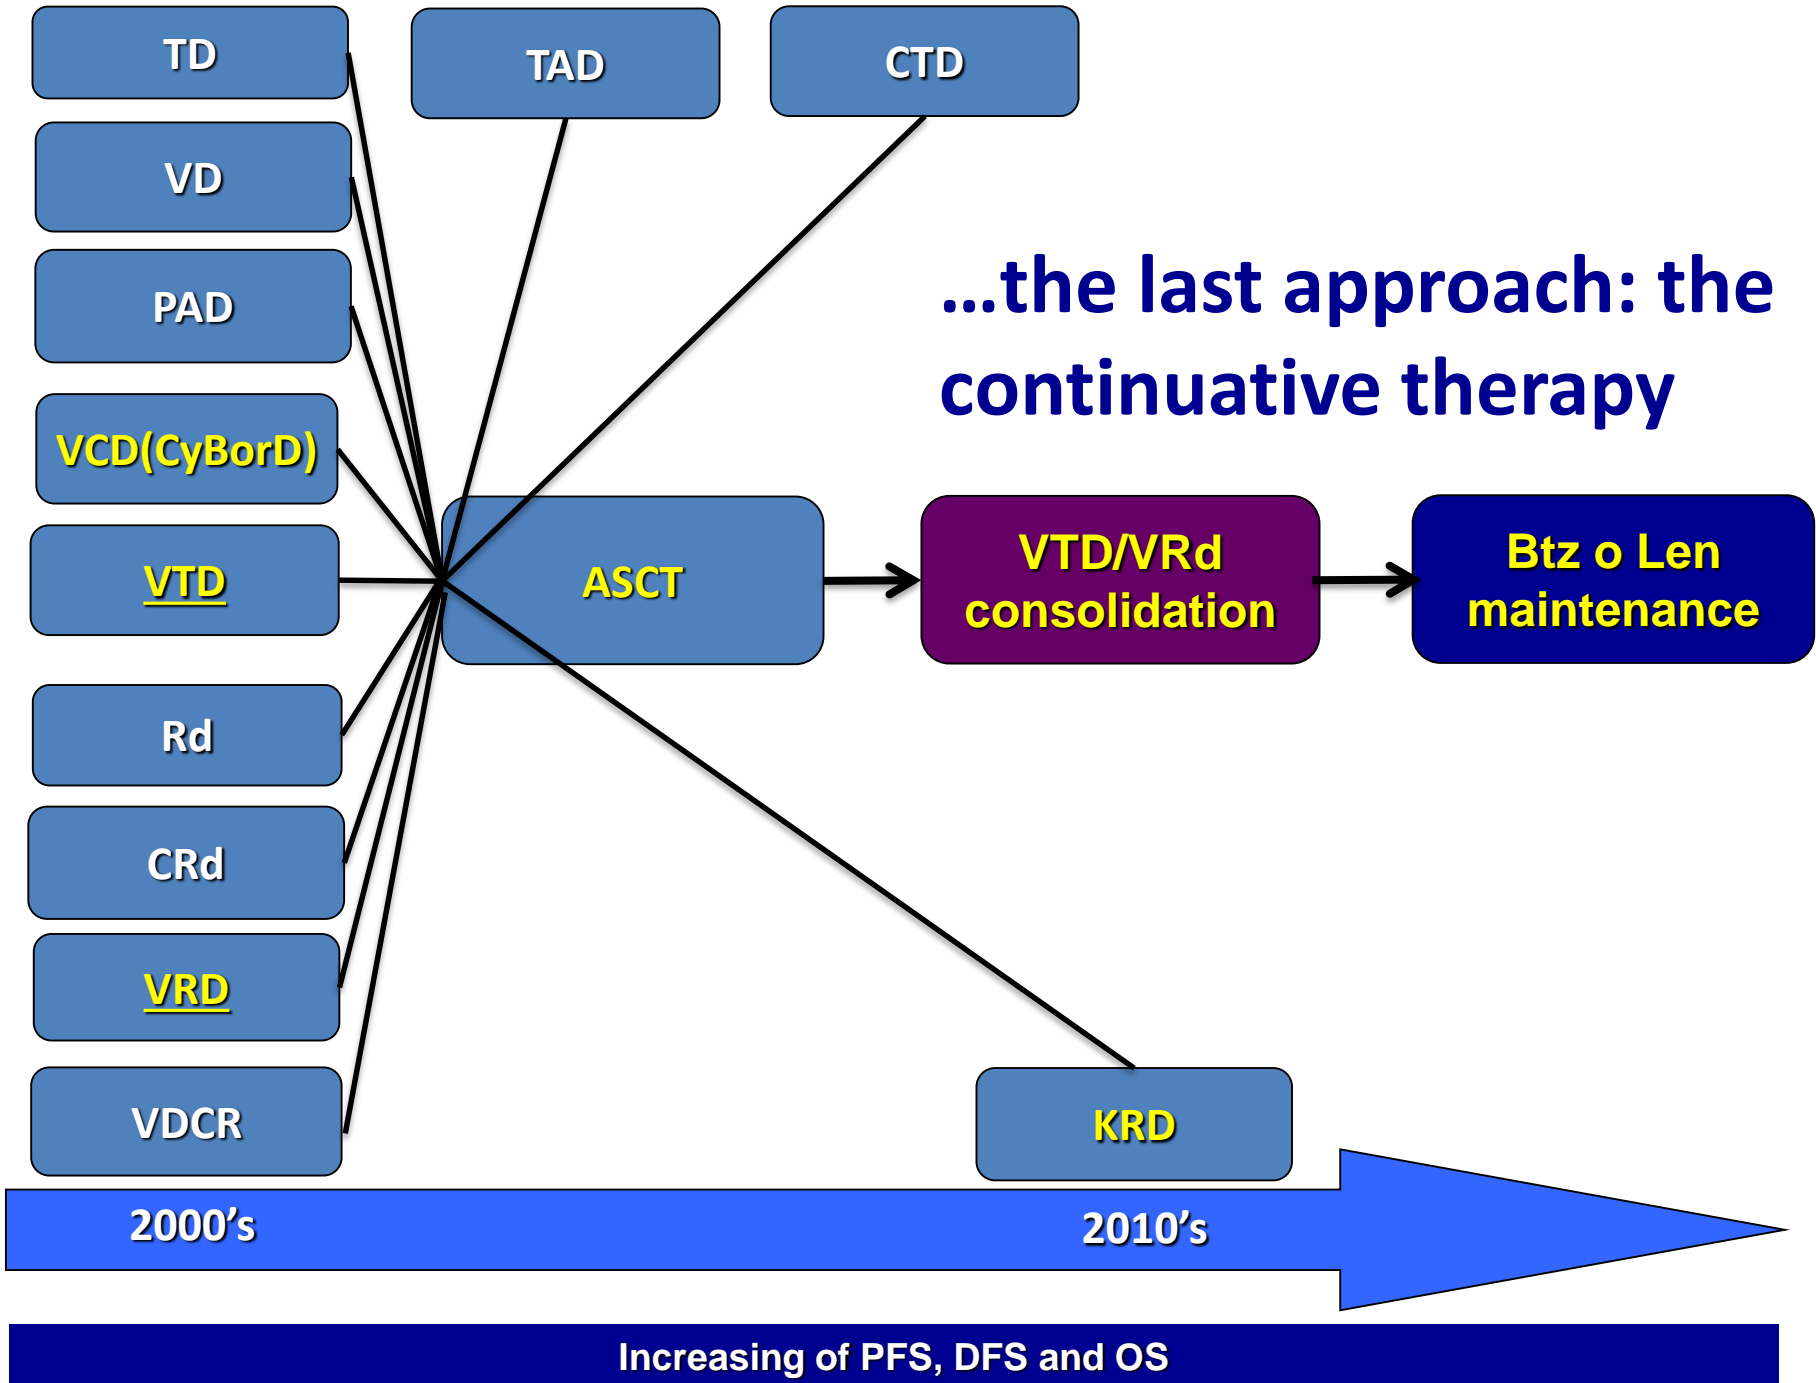 TD
TAD
CTD
VD
PAD
…the last approach: the
continuative therapy
VCD(CyBorD)
VTD
ASCT
VTD/VRd
consolidation
Btz o Len
maintenance
Rd
CRd
VRD
VDCR
KRD
2000’s
2010’s
Increasing of PFS, DFS and OS